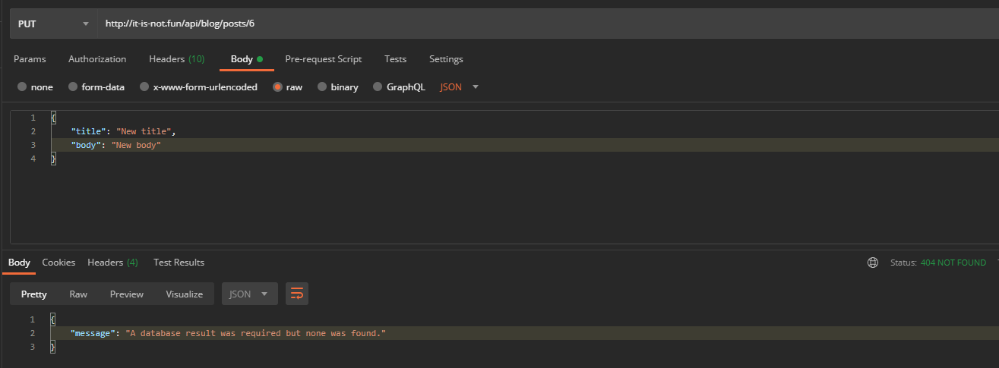 PUT http://it-is-not.fun/api/blog/posts/6
Params Authorization Headers (10) Body Pre-request Script Tests Settings
none form-data x-www-form-urlencoded raw binary GraphQL JSON
1 {
2 "title": "New title",
3 "body": "New body"
4 }
Body Cookies Headers (4) Test Results Status: 404 NOT FOUND
Pretty Raw Preview Visualize JSON
1 {
2 "message": "A database result was required but none was found."
3 }